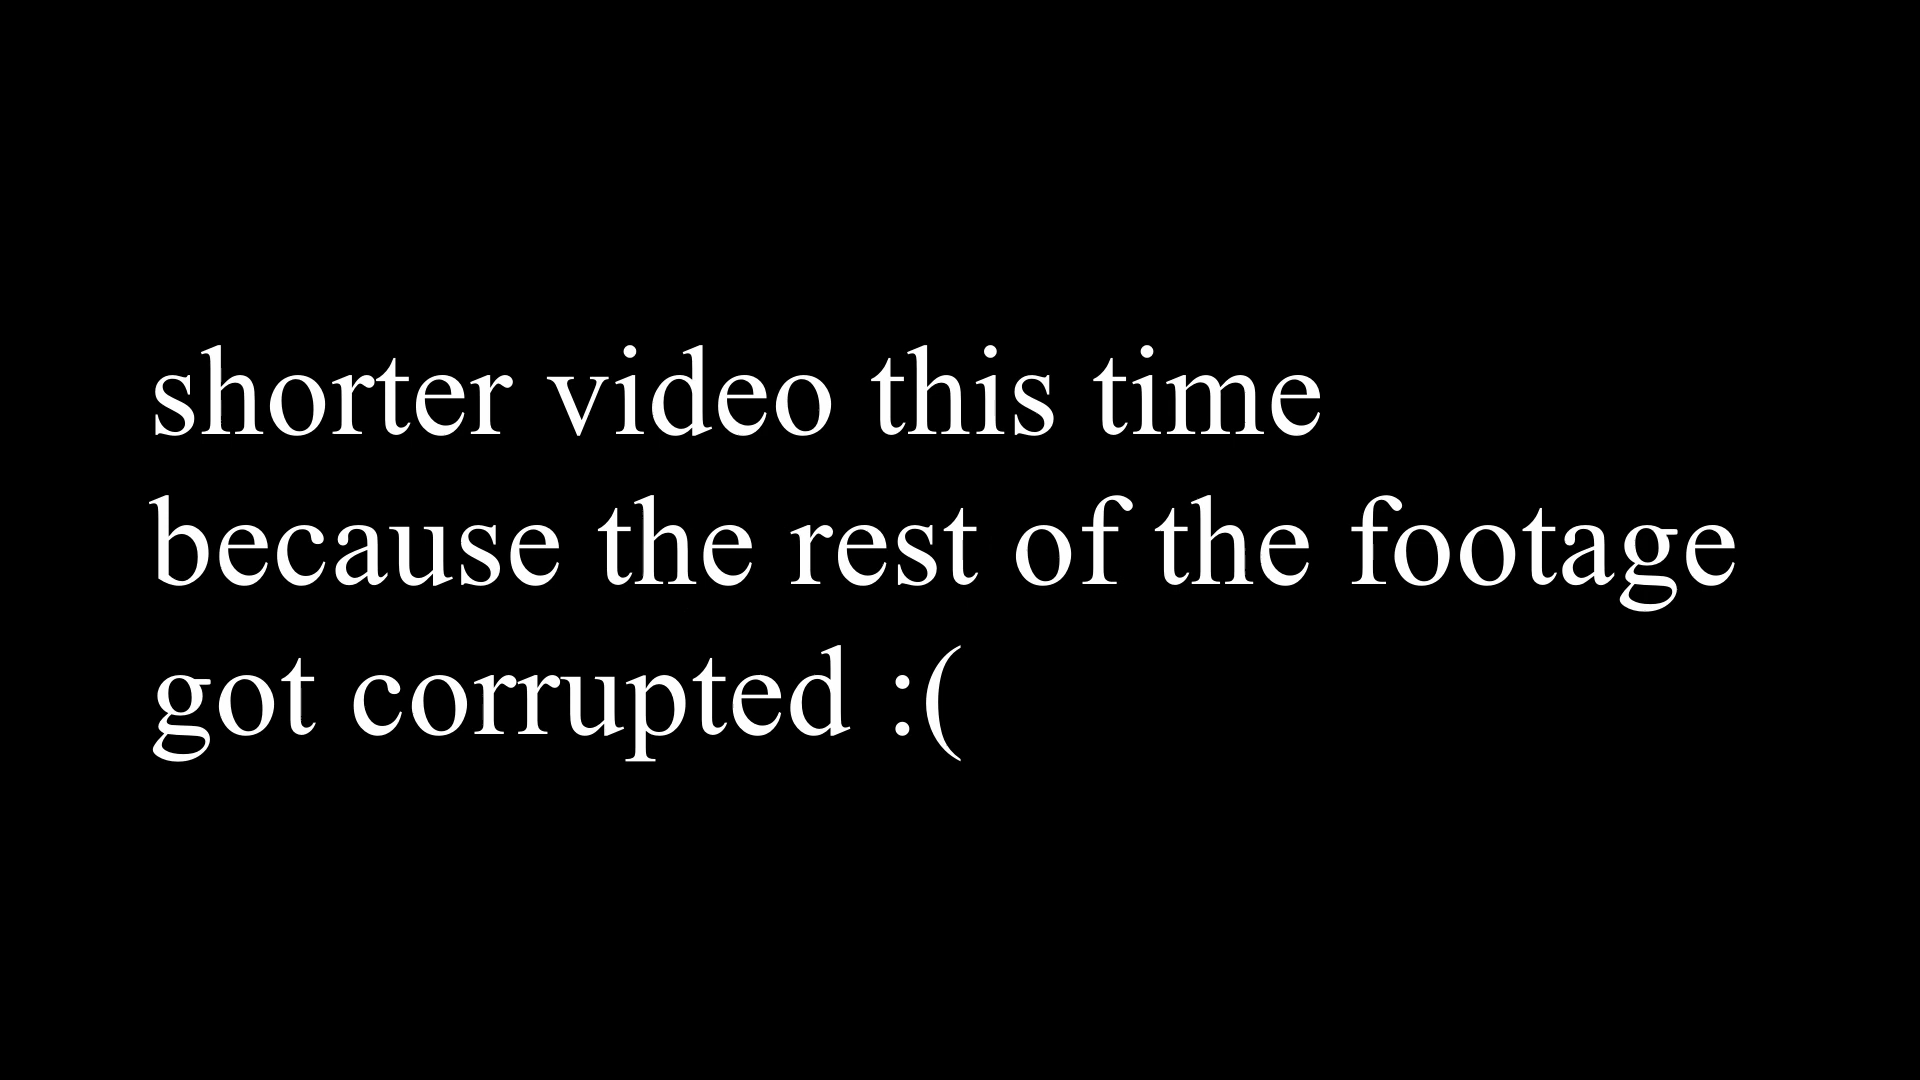 shorter video this time
because the rest of the footage
got corrupted :(